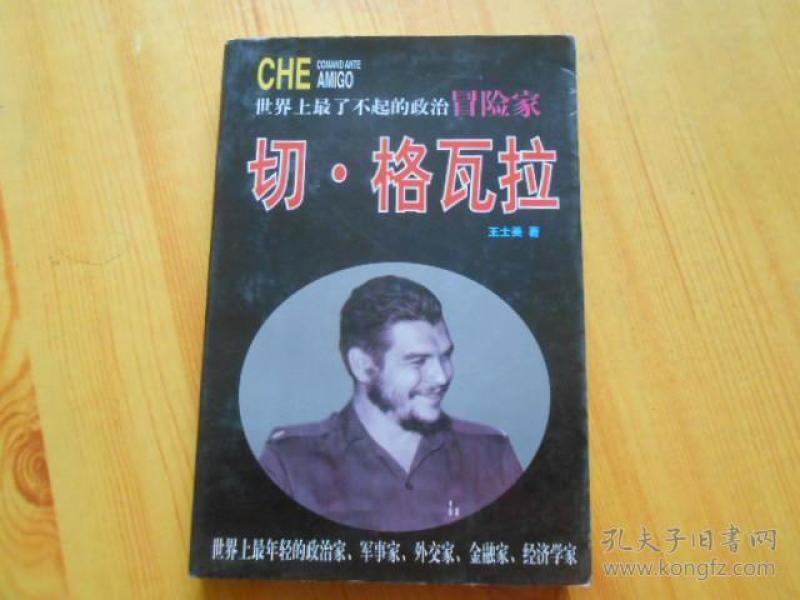 CHE COMANDANTE
AMIGO
世界上最了不起的政治冒险家
切·格瓦拉
王士美 著
世界上最年轻的政治家、军事家、外交家、金融家、经济学家
孔夫子旧书网
www.kongfz.com